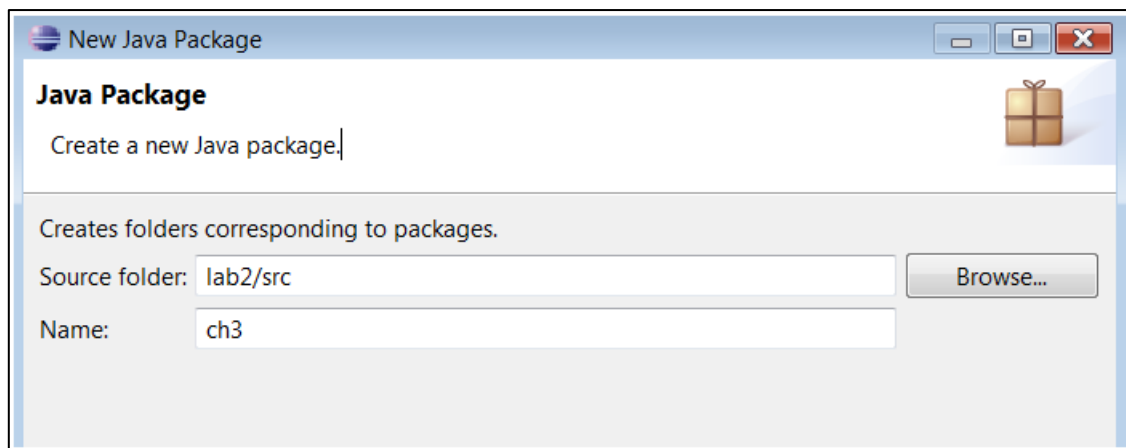 New Java Package
Java Package
Create a new Java package.
Creates folders corresponding to packages.
Source folder: lab2/src Browse...
Name: ch3